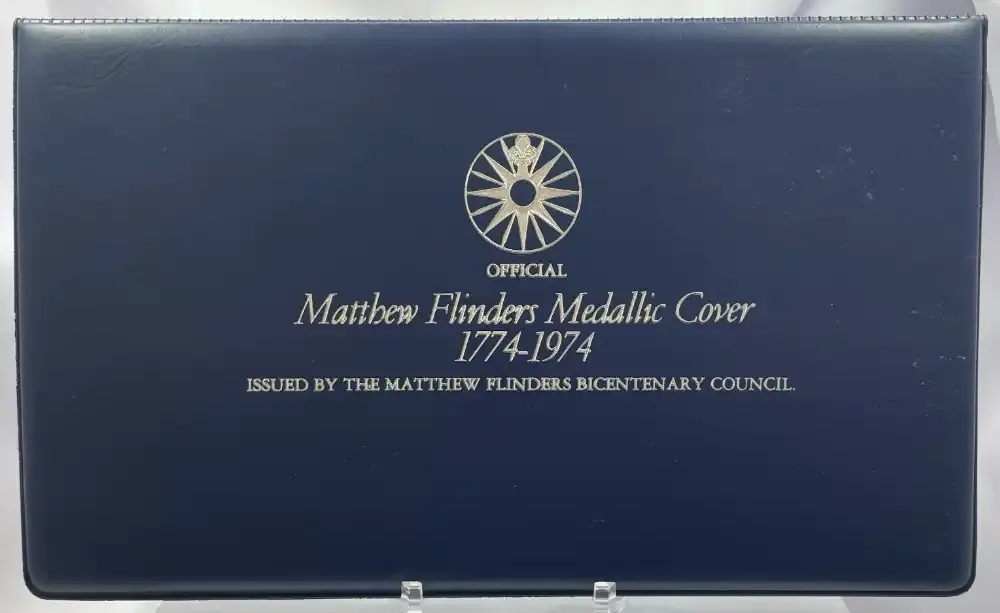 OFFICIAL
Matthew Flinders Medallic Cover
1774-1974
ISSUED BY THE MATTHEW FLINDERS BICENTENARY COUNCIL.